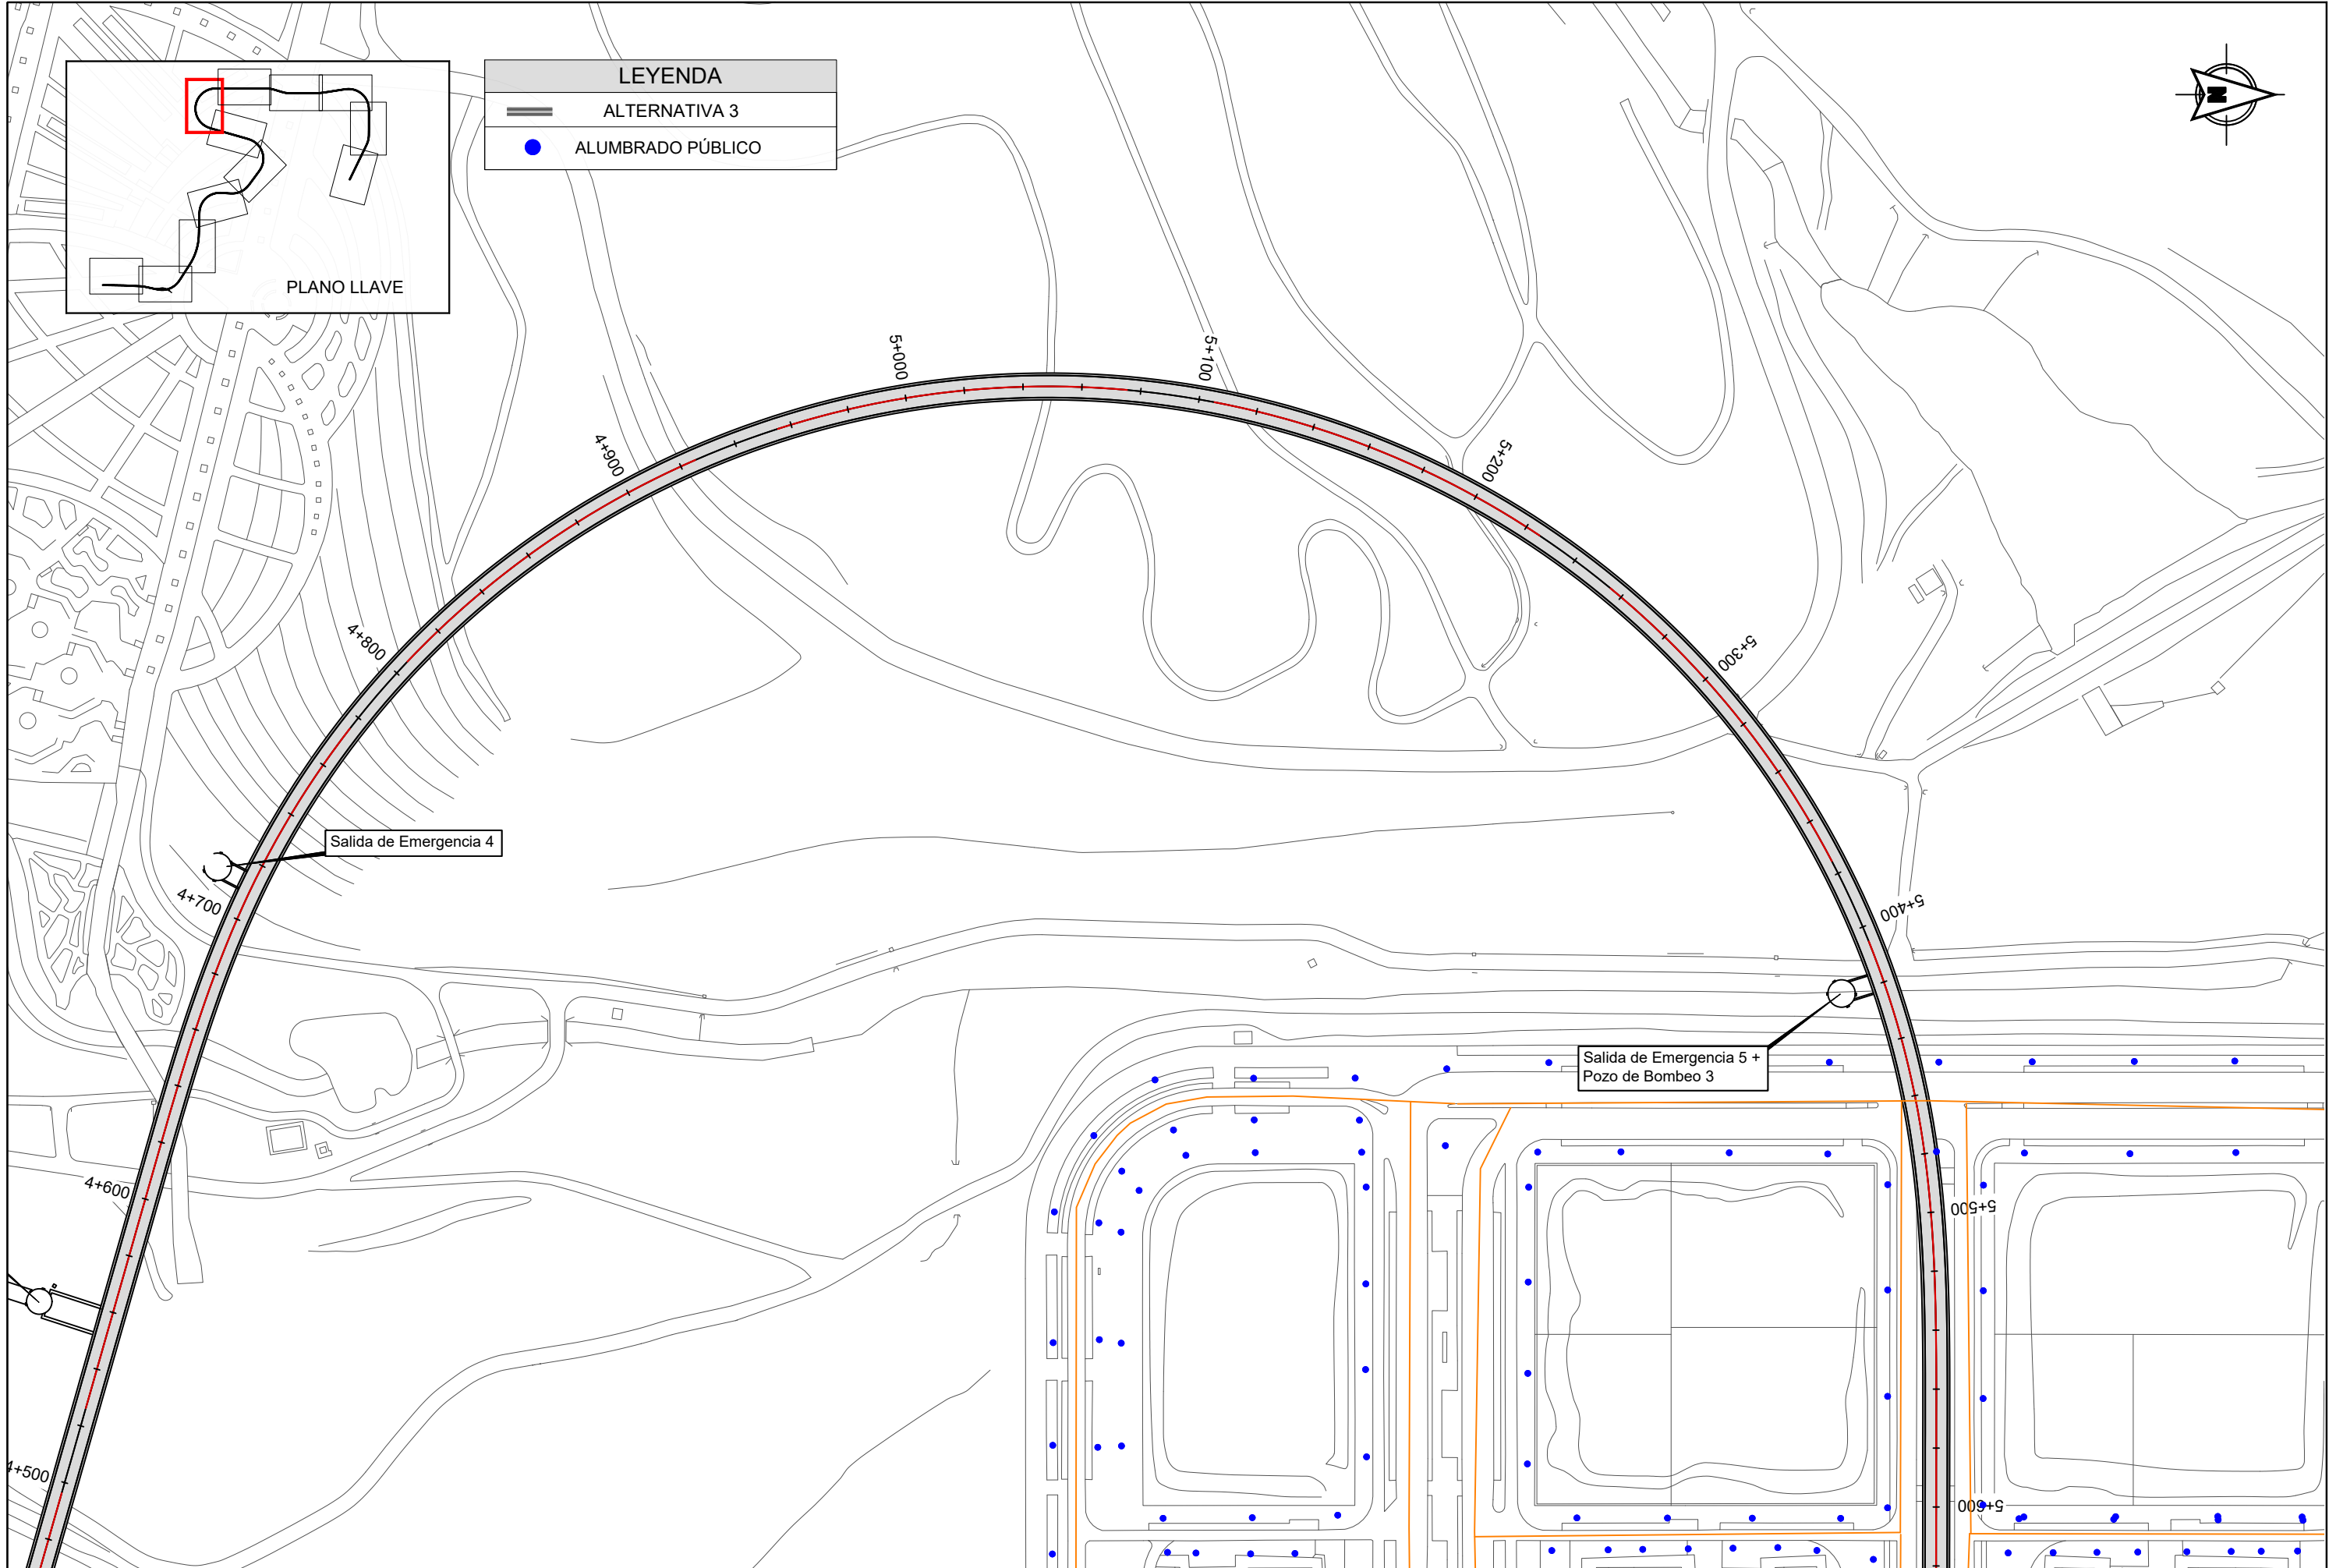 LEYENDA
ALTERNATIVA 3
ALUMBRADO PÚBLICO
PLANO LLAVE
N
5+000
5+100
4+900
5+200
4+800
5+300
Salida de Emergencia 4
4+700
5+400
Salida de Emergencia 5 +
Pozo de Bombeo 3
4+600
5+500
4+500
5+600